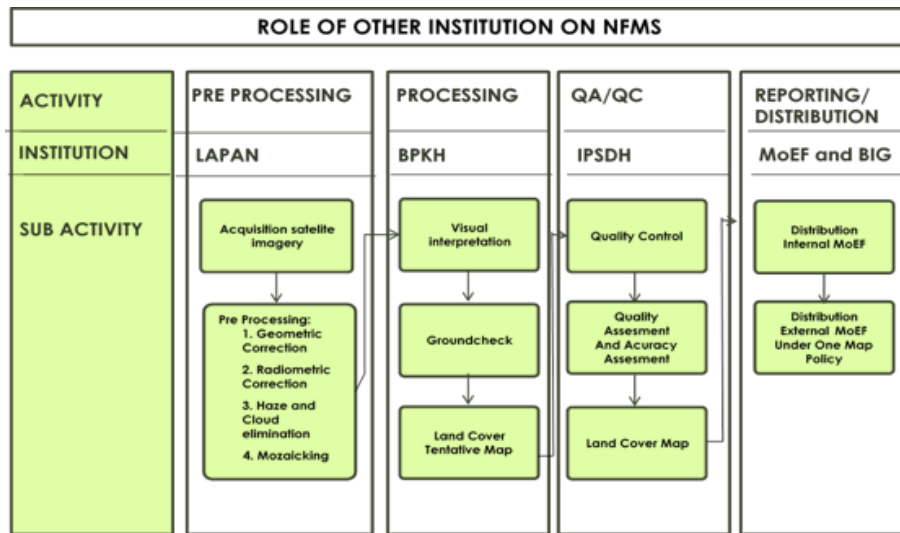 ROLE OF OTHER INSTITUTION ON NFMS
ACTIVITY
PRE PROCESSING
PROCESSING
QA/QC
REPORTING/
DISTRIBUTION
INSTITUTION
LAPAN
BPKH
IPSDH
MoEF and BIG
SUB ACTIVITY
Acquisition satelite
imagery
Pre Processing:
1. Geometric
Correction
2. Radiometric
Correction
3. Haze and
Cloud
elimination
4. Mozaicking
Visual
interpretation
Groundcheck
Land Cover
Tentative Map
Quality Control
Quality
Assesment
And Acuracy
Assesment
Land Cover Map
Distribution
Internal MoEF
Distribution
External MoEF
Under One Map
Policy